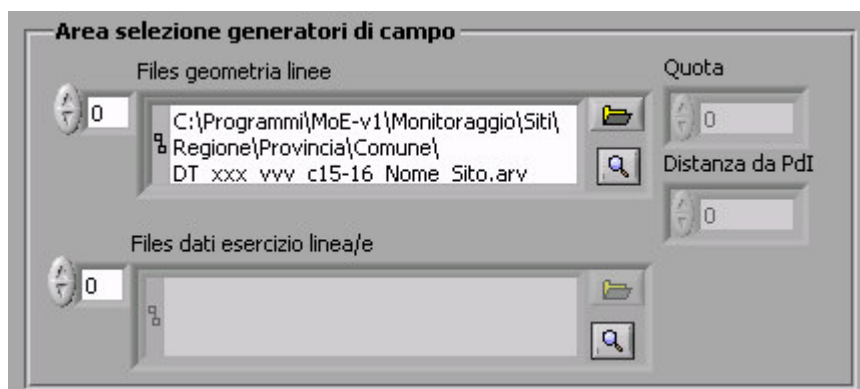 Area selezione generatori di campo
Files geometria linee
Quota
0
C:\Programmi\MoE-v1\Monitoraggio\Siti\
Regione\Provincia\Comune\
DT_xxx_yyy_c15-16_Nome_Sito.arv
0
Distanza da PdI
0
Files dati esercizio linea/e
0